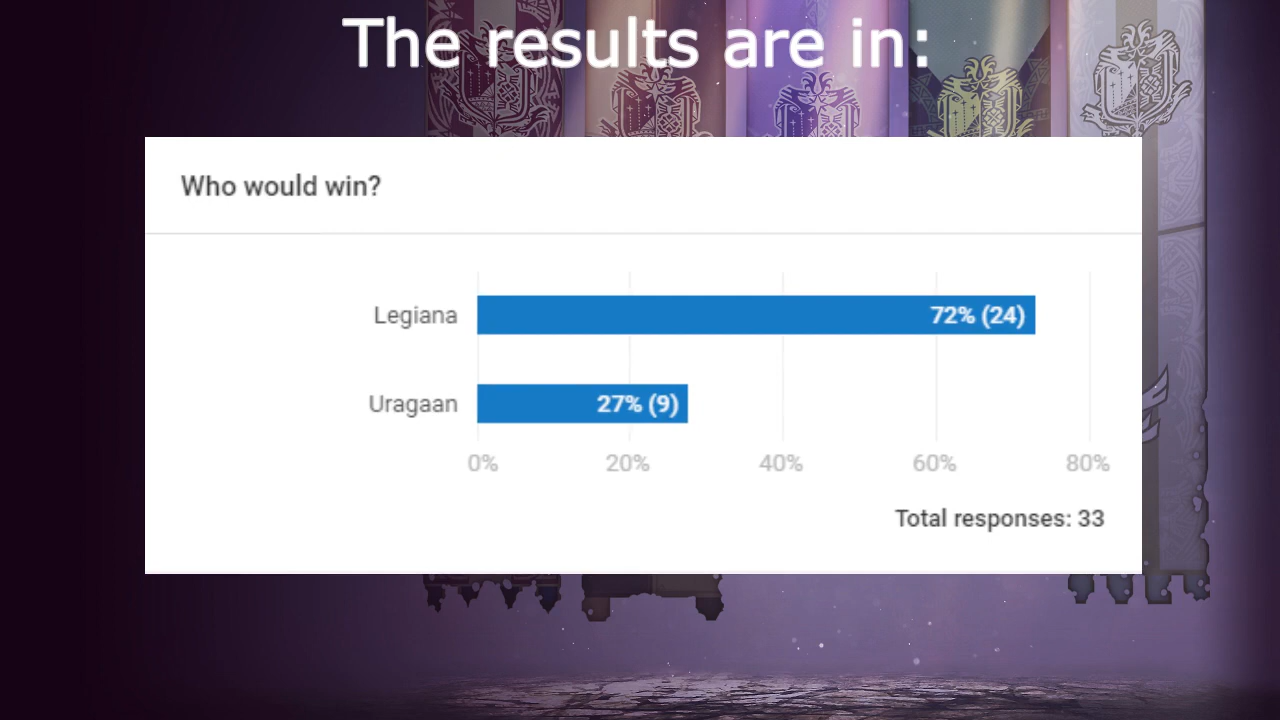 The results are in:
Who would win?
Legiana 72% (24)
Uragaan 27% (9)
0% 20% 40% 60% 80%
Total responses: 33